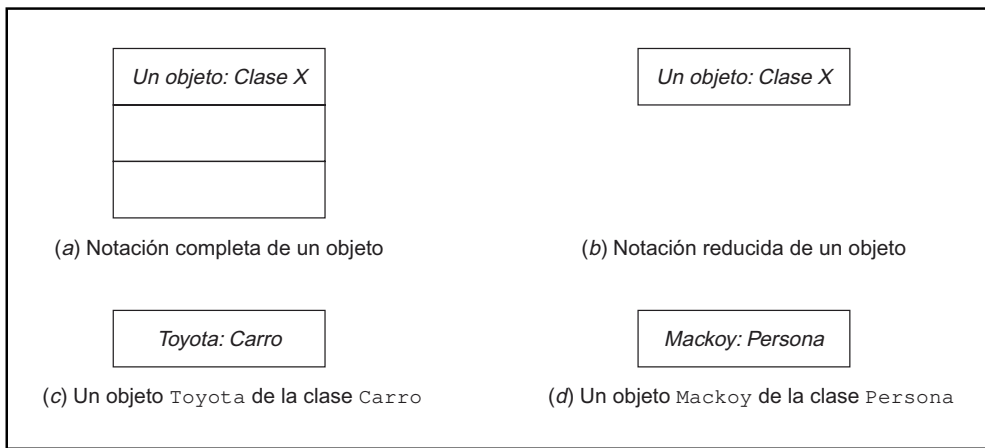 Un objeto: Clase X
(a) Notación completa de un objeto
Un objeto: Clase X
(b) Notación reducida de un objeto
Toyota: Carro
(c) Un objeto Toyota de la clase Carro
Mackoy: Persona
(d) Un objeto Mackoy de la clase Persona